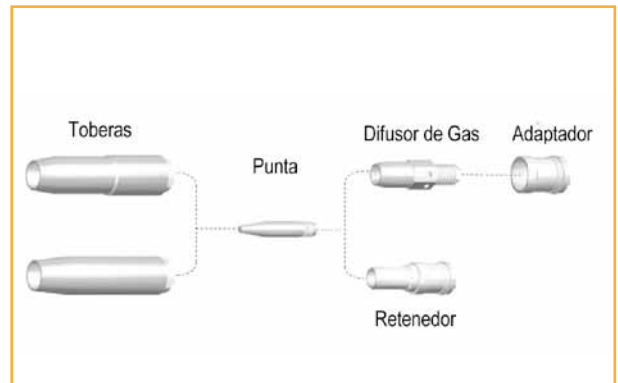 Toberas
Punta
Difusor de Gas
Adaptador
Retenedor